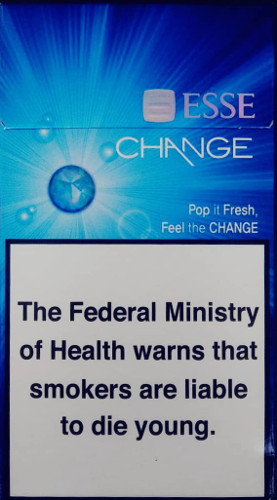 ESSE
CHANGE
Pop it Fresh,
Feel the CHANGE
The Federal Ministry
of Health warns that
smokers are liable
to die young.